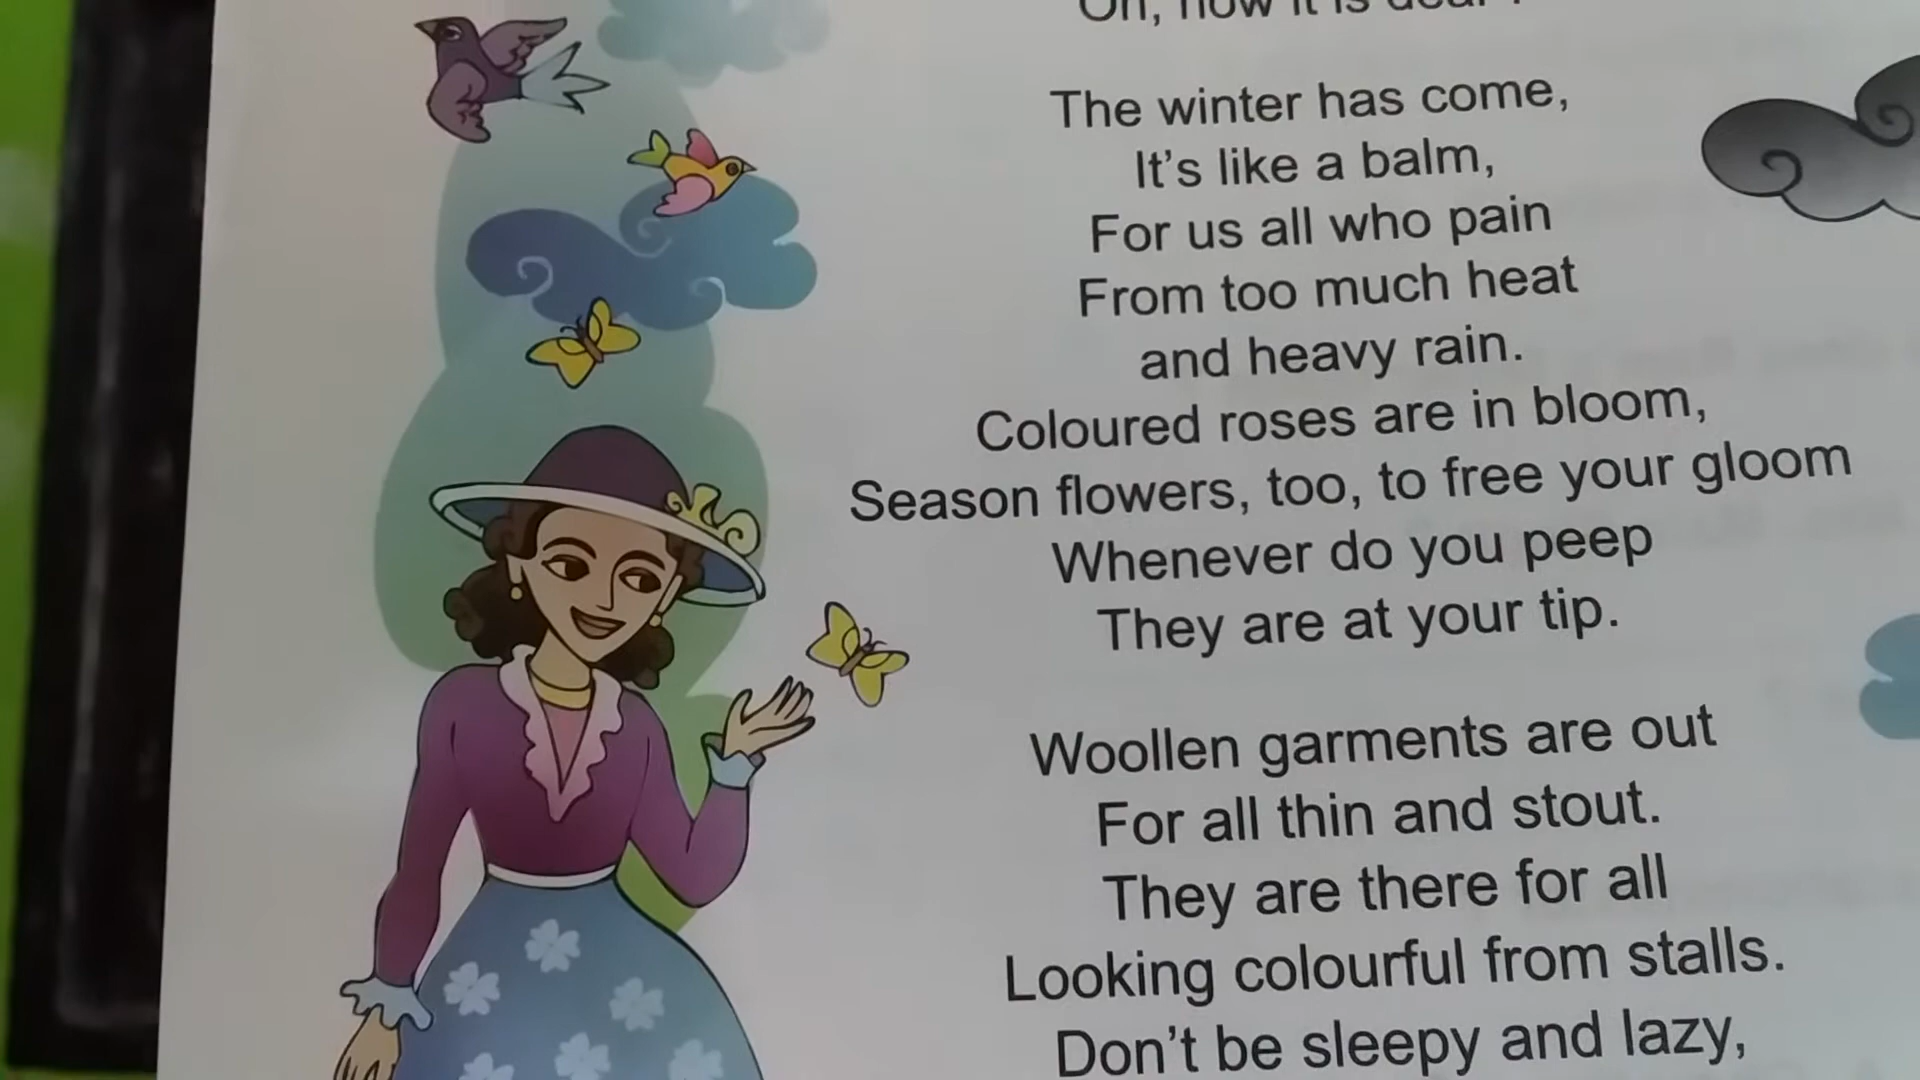 Oh, how it is dear!
The winter has come,
It's like a balm,
For us all who pain
From too much heat
and heavy rain.
Coloured roses are in bloom,
Season flowers, too, to free your gloom
Whenever do you peep
They are at your tip.
Woollen garments are out
For all thin and stout.
They are there for all
Looking colourful from stalls.
Don't be sleepy and lazy,